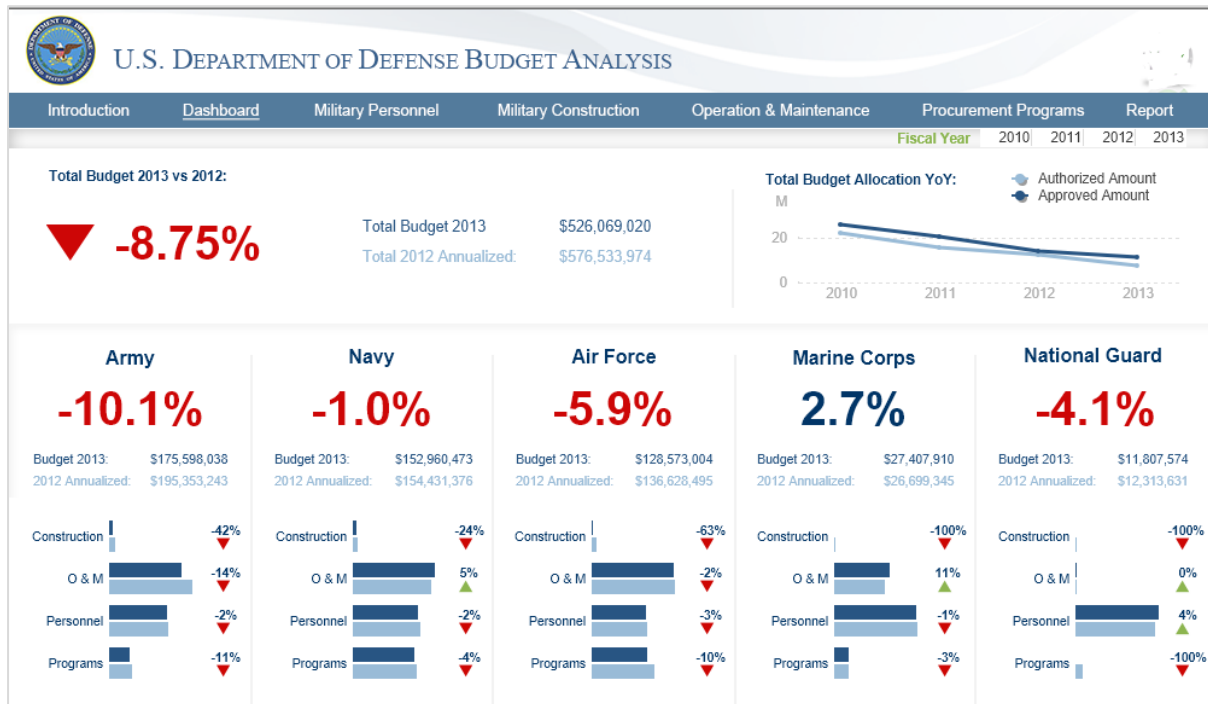 U.S. DEPARTMENT OF DEFENSE BUDGET ANALYSIS
Introduction Dashboard Military Personnel Military Construction Operation & Maintenance Procurement Programs Report
Fiscal Year 2010 2011 2012 2013
Total Budget 2013 vs 2012:
-8.75%
Total Budget 2013 $526,069,020
Total 2012 Annualized: $576,533,974
Total Budget Allocation YoY:
Authorized Amount
Approved Amount
M
20
0
2010 2011 2012 2013
Army
-10.1%
Budget 2013: $175,598,038
2012 Annualized: $195,353,243
Construction -42%
O & M -14%
Personnel -2%
Programs -11%
Navy
-1.0%
Budget 2013: $152,960,473
2012 Annualized: $154,431,376
Construction -24%
O & M 5%
Personnel -2%
Programs -4%
Air Force
-5.9%
Budget 2013: $128,573,004
2012 Annualized: $136,628,495
Construction -63%
O & M -2%
Personnel -3%
Programs -10%
Marine Corps
2.7%
Budget 2013: $27,407,910
2012 Annualized: $26,699,345
Construction -100%
O & M 11%
Personnel -1%
Programs -3%
National Guard
-4.1%
Budget 2013: $11,807,574
2012 Annualized: $12,313,631
Construction -100%
O & M 0%
Personnel 4%
Programs -100%